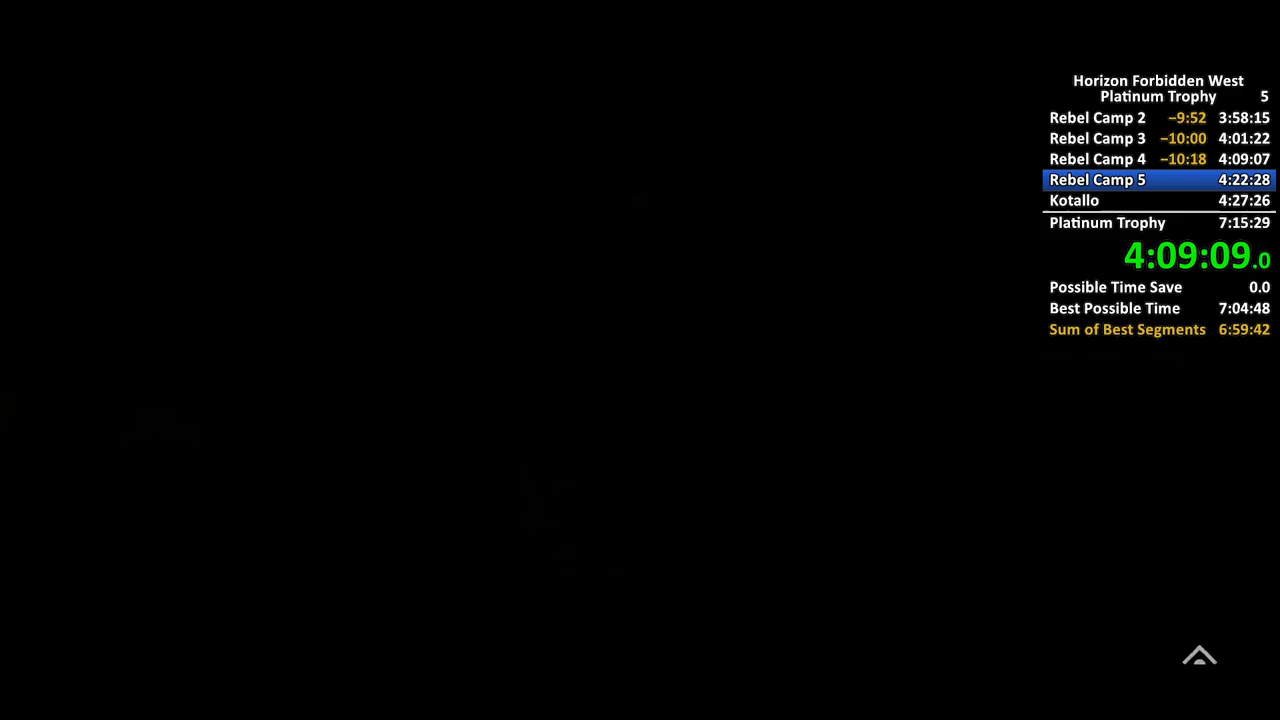 Horizon Forbidden West
Platinum Trophy 5
Rebel Camp 2 −9:52 3:58:15
Rebel Camp 3 −10:00 4:01:22
Rebel Camp 4 −10:18 4:09:07
Rebel Camp 5 4:22:28
Kotallo 4:27:26
Platinum Trophy 7:15:29
4:09:09.0
Possible Time Save 0.0
Best Possible Time 7:04:48
Sum of Best Segments 6:59:42